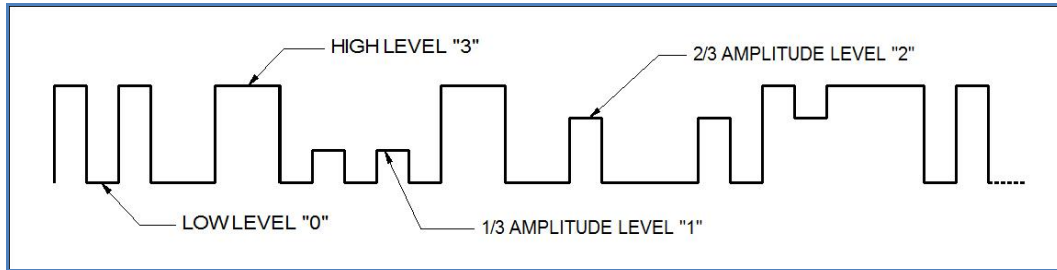 HIGH LEVEL "3"
2/3 AMPLITUDE LEVEL "2"
LOW LEVEL "0"
1/3 AMPLITUDE LEVEL "1"